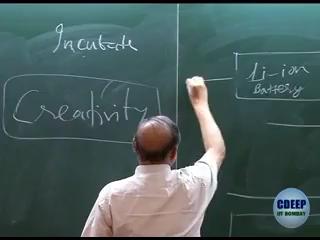 Incubate
Creativity
Li-ion
Battery
CDEEP
IIT BOMBAY